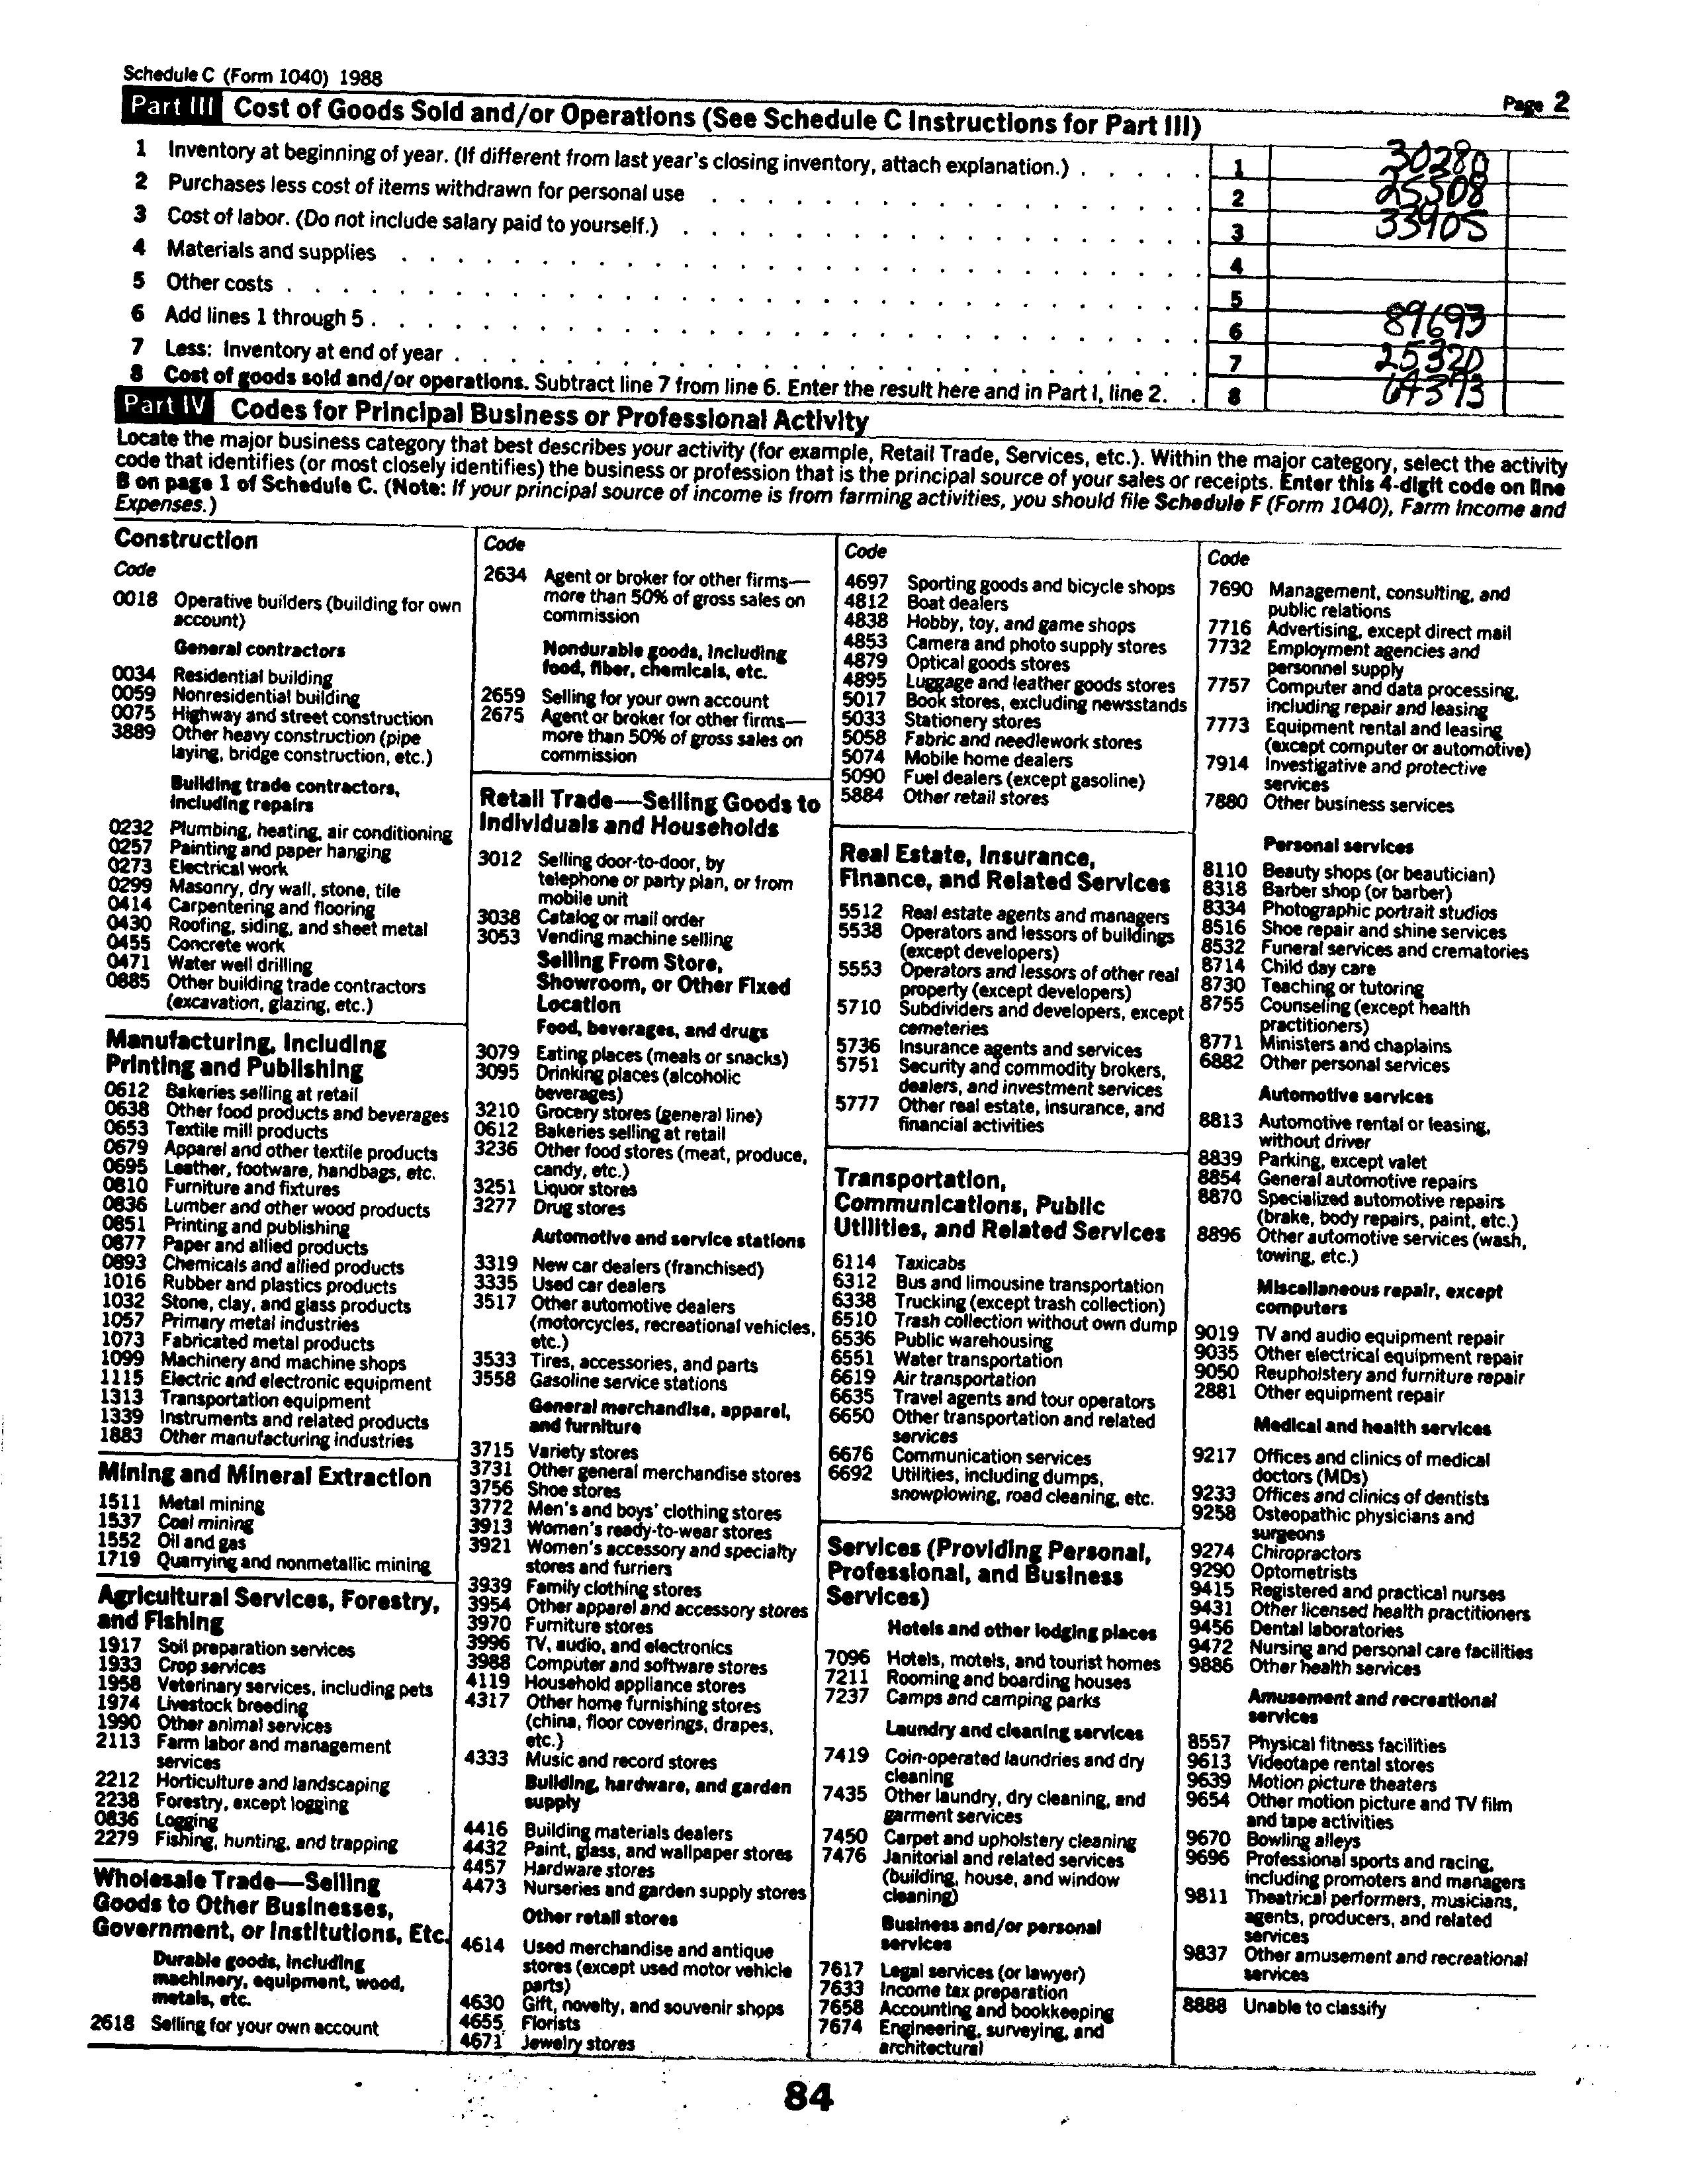 Schedule C (Form 1040) 1988
Page 2
Part III Cost of Goods Sold and/or Operations (See Schedule C Instructions for Part III)
1 Inventory at beginning of year. (If different from last year's closing inventory, attach explanation.) . . . . . 1 30280
2 Purchases less cost of items withdrawn for personal use 2 25508
3 Cost of labor. (Do not include salary paid to yourself.) 3 33905
4 Materials and supplies 4
5 Other costs 5
6 Add lines 1 through 5 6 89693
7 Less: Inventory at end of year 7 25320
8 Cost of goods sold and/or operations. Subtract line 7 from line 6. Enter the result here and in Part I, line 2. . 8 64373
Part IV Codes for Principal Business or Professional Activity
Locate the major business category that best describes your activity (for example, Retail Trade, Services, etc.). Within the major category, select the activity
code that identifies (or most closely identifies) the business or profession that is the principal source of your sales or receipts. Enter this 4-digit code on line
B on page 1 of Schedule C. (Note: If your principal source of income is from farming activities, you should file Schedule F (Form 1040), Farm Income and
Expenses.)
Construction
Code
0018 Operative builders (building for own
account)
General contractors
0034 Residential building
0059 Nonresidential building
0075 Highway and street construction
3889 Other heavy construction (pipe
laying, bridge construction, etc.)
Building trade contractors,
including repairs
0232 Plumbing, heating, air conditioning
0257 Painting and paper hanging
0273 Electrical work
0299 Masonry, dry wall, stone, tile
0414 Carpentering and flooring
0430 Roofing, siding, and sheet metal
0455 Concrete work
0471 Water well drilling
0885 Other building trade contractors
(excavation, glazing, etc.)
Manufacturing, Including
Printing and Publishing
0612 Bakeries selling at retail
0638 Other food products and beverages
0653 Textile mill products
0679 Apparel and other textile products
0695 Leather, footware, handbags, etc.
0810 Furniture and fixtures
0836 Lumber and other wood products
0851 Printing and publishing
0877 Paper and allied products
0893 Chemicals and allied products
1016 Rubber and plastics products
1032 Stone, clay, and glass products
1057 Primary metal industries
1073 Fabricated metal products
1099 Machinery and machine shops
1115 Electric and electronic equipment
1313 Transportation equipment
1339 Instruments and related products
1883 Other manufacturing industries
Mining and Mineral Extraction
1511 Metal mining
1537 Coal mining
1552 Oil and gas
1719 Quarrying and nonmetallic mining
Agricultural Services, Forestry,
and Fishing
1917 Soil preparation services
1933 Crop services
1958 Veterinary services, including pets
1974 Livestock breeding
1990 Other animal services
2113 Farm labor and management
services
2212 Horticulture and landscaping
2238 Forestry, except logging
0836 Logging
2279 Fishing, hunting, and trapping
Wholesale Trade—Selling
Goods to Other Businesses,
Government, or Institutions, Etc.
Durable goods, including
machinery, equipment, wood,
metals, etc.
2618 Selling for your own account
Code
2634 Agent or broker for other firms—
more than 50% of gross sales on
commission
Nondurable goods, including
food, fiber, chemicals, etc.
2659 Selling for your own account
2675 Agent or broker for other firms—
more than 50% of gross sales on
commission
Retail Trade—Selling Goods to
Individuals and Households
3012 Selling door-to-door, by
telephone or party plan, or from
mobile unit
3038 Catalog or mail order
3053 Vending machine selling
Selling From Store,
Showroom, or Other Fixed
Location
Food, beverages, and drugs
3079 Eating places (meals or snacks)
3095 Drinking places (alcoholic
beverages)
3210 Grocery stores (general line)
0612 Bakeries selling at retail
3236 Other food stores (meat, produce,
candy, etc.)
3251 Liquor stores
3277 Drug stores
Automotive and service stations
3319 New car dealers (franchised)
3335 Used car dealers
3517 Other automotive dealers
(motorcycles, recreational vehicles,
etc.)
3533 Tires, accessories, and parts
3558 Gasoline service stations
General merchandise, apparel,
and furniture
3715 Variety stores
3731 Other general merchandise stores
3756 Shoe stores
3772 Men's and boys' clothing stores
3913 Women's ready-to-wear stores
3921 Women's accessory and specialty
stores and furriers
3939 Family clothing stores
3954 Other apparel and accessory stores
3970 Furniture stores
3996 TV, audio, and electronics
3988 Computer and software stores
4119 Household appliance stores
4317 Other home furnishing stores
(china, floor coverings, drapes,
etc.)
4333 Music and record stores
Building, hardware, and garden
supply
4416 Building materials dealers
4432 Paint, glass, and wallpaper stores
4457 Hardware stores
4473 Nurseries and garden supply stores
Other retail stores
4614 Used merchandise and antique
stores (except used motor vehicle
parts)
4630 Gift, novelty, and souvenir shops
4655 Florists
4671 Jewelry stores
Code
4697 Sporting goods and bicycle shops
4812 Boat dealers
4838 Hobby, toy, and game shops
4853 Camera and photo supply stores
4879 Optical goods stores
4895 Luggage and leather goods stores
5017 Book stores, excluding newsstands
5033 Stationery stores
5058 Fabric and needlework stores
5074 Mobile home dealers
5090 Fuel dealers (except gasoline)
5884 Other retail stores
Real Estate, Insurance,
Finance, and Related Services
5512 Real estate agents and managers
5538 Operators and lessors of buildings
(except developers)
5553 Operators and lessors of other real
property (except developers)
5710 Subdividers and developers, except
cemeteries
5736 Insurance agents and services
5751 Security and commodity brokers,
dealers, and investment services
5777 Other real estate, insurance, and
financial activities
Transportation,
Communications, Public
Utilities, and Related Services
6114 Taxicabs
6312 Bus and limousine transportation
6338 Trucking (except trash collection)
6510 Trash collection without own dump
6536 Public warehousing
6551 Water transportation
6619 Air transportation
6635 Travel agents and tour operators
6650 Other transportation and related
services
6676 Communication services
6692 Utilities, including dumps,
snowplowing, road cleaning, etc.
Services (Providing Personal,
Professional, and Business
Services)
Hotels and other lodging places
7096 Hotels, motels, and tourist homes
7211 Rooming and boarding houses
7237 Camps and camping parks
Laundry and cleaning services
7419 Coin-operated laundries and dry
cleaning
7435 Other laundry, dry cleaning, and
garment services
7450 Carpet and upholstery cleaning
7476 Janitorial and related services
(building, house, and window
cleaning)
Business and/or personal
services
7617 Legal services (or lawyer)
7633 Income tax preparation
7658 Accounting and bookkeeping
7674 Engineering, surveying, and
architectural
Code
7690 Management, consulting, and
public relations
7716 Advertising, except direct mail
7732 Employment agencies and
personnel supply
7757 Computer and data processing,
including repair and leasing
7773 Equipment rental and leasing
(except computer or automotive)
7914 Investigative and protective
services
7880 Other business services
Personal services
8110 Beauty shops (or beautician)
8318 Barber shop (or barber)
8334 Photographic portrait studios
8516 Shoe repair and shine services
8532 Funeral services and crematories
8714 Child day care
8730 Teaching or tutoring
8755 Counseling (except health
practitioners)
8771 Ministers and chaplains
6882 Other personal services
Automotive services
8813 Automotive rental or leasing,
without driver
8839 Parking, except valet
8854 General automotive repairs
8870 Specialized automotive repairs
(brake, body repairs, paint, etc.)
8896 Other automotive services (wash,
towing, etc.)
Miscellaneous repair, except
computers
9019 TV and audio equipment repair
9035 Other electrical equipment repair
9050 Reupholstery and furniture repair
2881 Other equipment repair
Medical and health services
9217 Offices and clinics of medical
doctors (MDs)
9233 Offices and clinics of dentists
9258 Osteopathic physicians and
surgeons
9274 Chiropractors
9290 Optometrists
9415 Registered and practical nurses
9431 Other licensed health practitioners
9456 Dental laboratories
9472 Nursing and personal care facilities
9886 Other health services
Amusement and recreational
services
8557 Physical fitness facilities
9613 Videotape rental stores
9639 Motion picture theaters
9654 Other motion picture and TV film
and tape activities
9670 Bowling alleys
9696 Professional sports and racing,
including promoters and managers
9811 Theatrical performers, musicians,
agents, producers, and related
services
9837 Other amusement and recreational
services
8888 Unable to classify
84